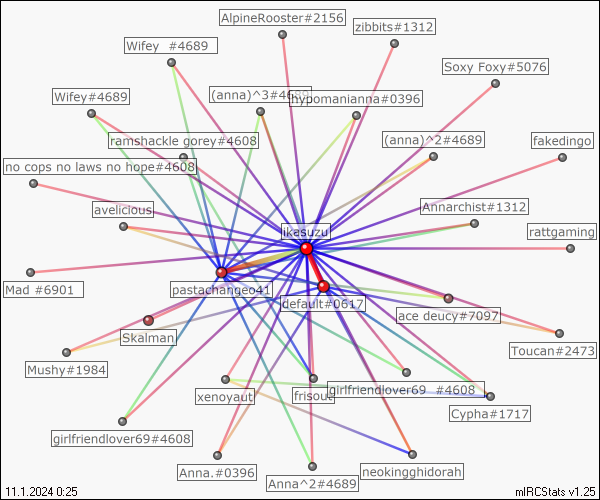 AlpineRooster#2156
zibbits#1312
Wifey  #4689
Soxy Foxy#5076
Wifey#4689
(anna)^3#4689
hypomanianna#0396
ramshackle gorey#4608
(anna)^2#4689
fakedingo
no cops no laws no hope#4608
avelicious
Annarchist#1312
ikesuzu
rattgaming
Mad #6901
pastachange641
default#0617
ace deucy#7097
Skalman
Toucan#2473
Mushy#1984
xenoyaut
frisout
girlfriendlover69  #4608
Cypha#1717
girlfriendlover69#4608
Anna.#0396
Anna^2#4689
neokingghidorah
11.1.2024 0:25
mIRCStats v1.25